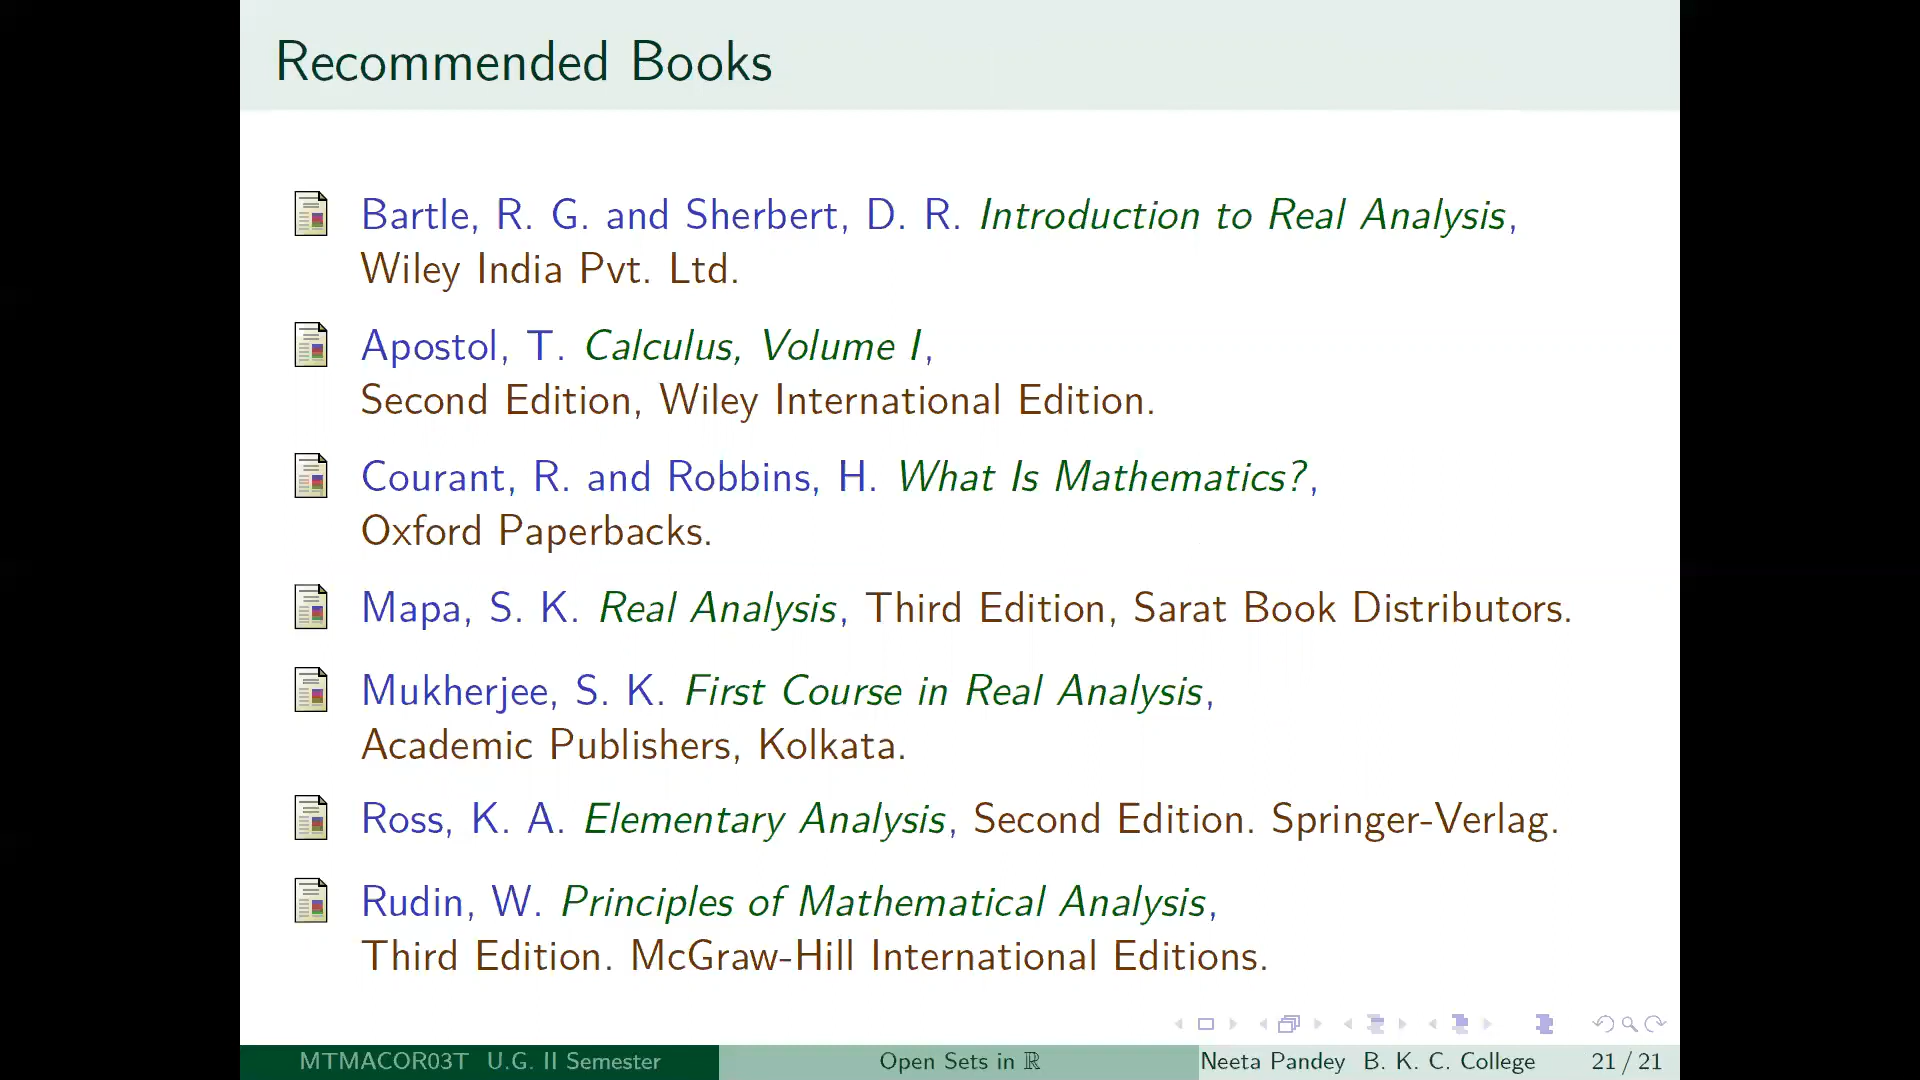 Recommended Books
Bartle, R. G. and Sherbert, D. R. Introduction to Real Analysis,
Wiley India Pvt. Ltd.
Apostol, T. Calculus, Volume I,
Second Edition, Wiley International Edition.
Courant, R. and Robbins, H. What Is Mathematics?,
Oxford Paperbacks.
Mapa, S. K. Real Analysis, Third Edition, Sarat Book Distributors.
Mukherjee, S. K. First Course in Real Analysis,
Academic Publishers, Kolkata.
Ross, K. A. Elementary Analysis, Second Edition. Springer-Verlag.
Rudin, W. Principles of Mathematical Analysis,
Third Edition. McGraw-Hill International Editions.
MTMACOR03T U.G. II Semester Open Sets in ℝ Neeta Pandey B. K. C. College 21 / 21